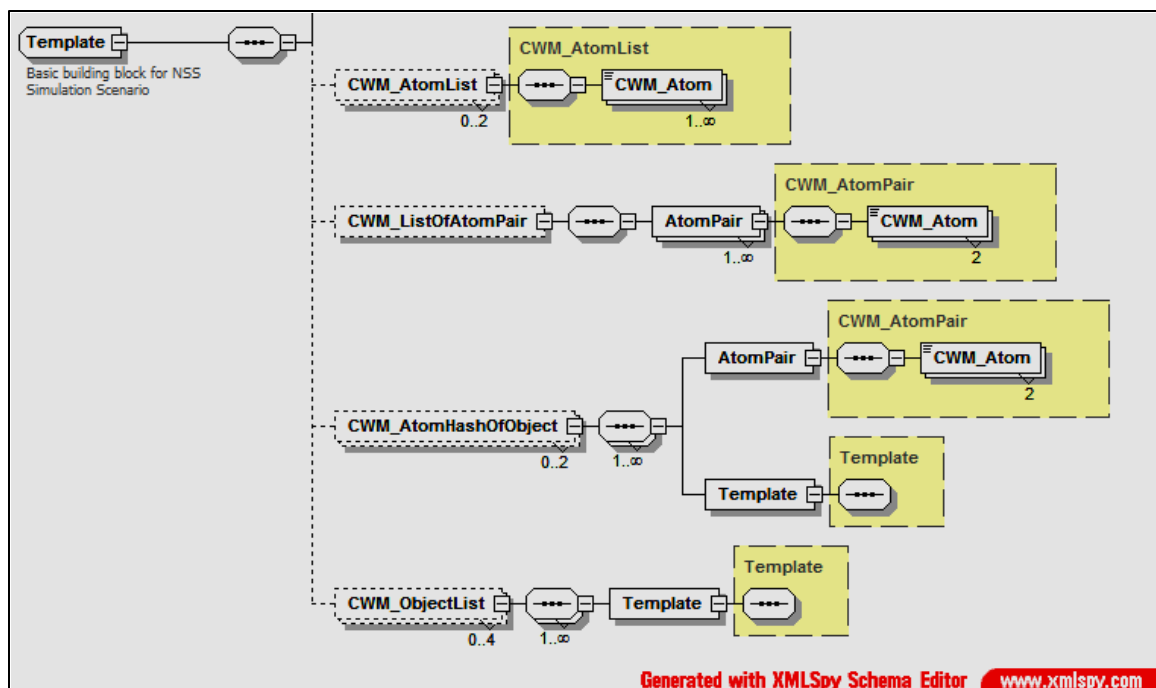 Template
Basic building block for NSS
Simulation Scenario
CWM_AtomList
CWM_AtomList
CWM_Atom
0..2
1..∞
CWM_AtomPair
CWM_ListOfAtomPair
AtomPair
CWM_Atom
1..∞
2
CWM_AtomPair
AtomPair
CWM_Atom
2
CWM_AtomHashOfObject
0..2
1..∞
Template
Template
Template
CWM_ObjectList
Template
0..4
1..∞
Generated with XMLSpy Schema Editor www.xmlspy.com